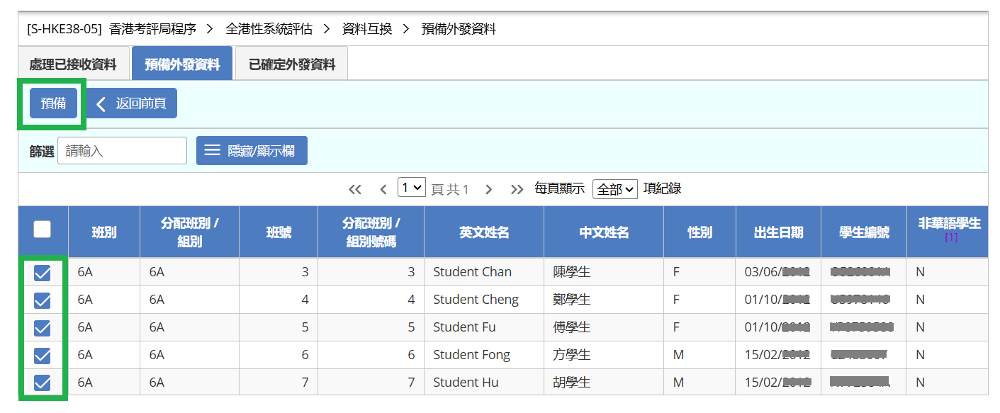 [S-HKE38-05] 香港考評局程序 > 全港性系統評估 > 資料互換 > 預備外發資料
處理已接收資料 預備外發資料 已確定外發資料
預備 返回前頁
篩選 請輸入 隱藏/顯示欄
<< < 1 頁共1 > >> 每頁顯示 全部 項紀錄
班別 分配班別 / 組別 班號 分配班別 / 組別號碼 英文姓名 中文姓名 性別 出生日期 學生編號 非華語學生 [1]
6A 6A 3 3 Student Chan 陳學生 F 03/06/ N
6A 6A 4 4 Student Cheng 鄭學生 F 01/10/ N
6A 6A 5 5 Student Fu 傅學生 F 01/10/ N
6A 6A 6 6 Student Fong 方學生 M 15/02/ N
6A 6A 7 7 Student Hu 胡學生 M 15/02/ N